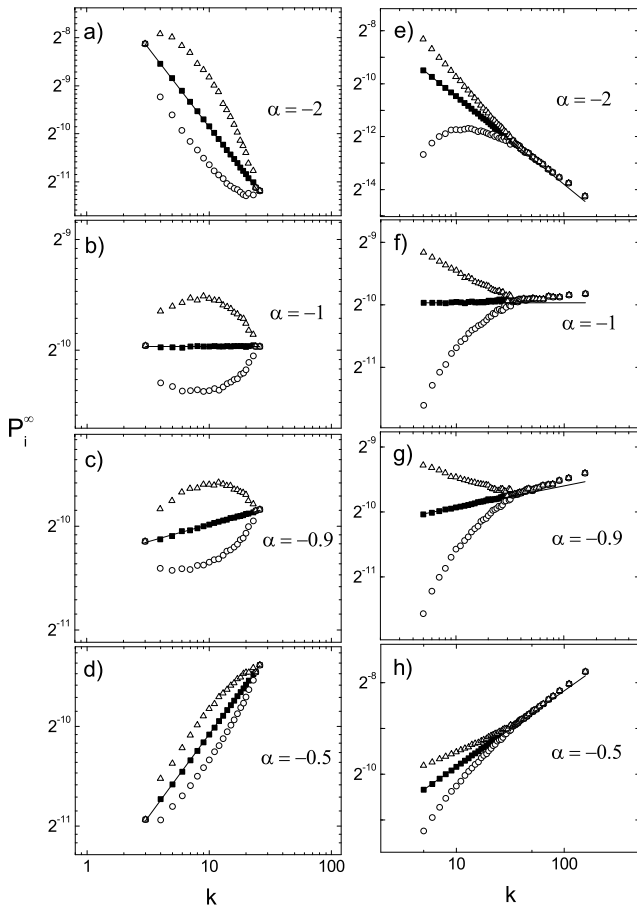 a)
2^-8
2^-9
2^-10
2^-11
α = −2
b)
2^-9
2^-10
α = −1
c)
2^-10
2^-11
α = −0.9
d)
2^-10
2^-11
α = −0.5
1
10
100
k
P_i^∞
e)
2^-8
2^-10
2^-12
2^-14
α = −2
f)
2^-9
2^-10
2^-11
α = −1
g)
2^-9
2^-10
2^-11
α = −0.9
h)
2^-8
2^-10
α = −0.5
10
100
k